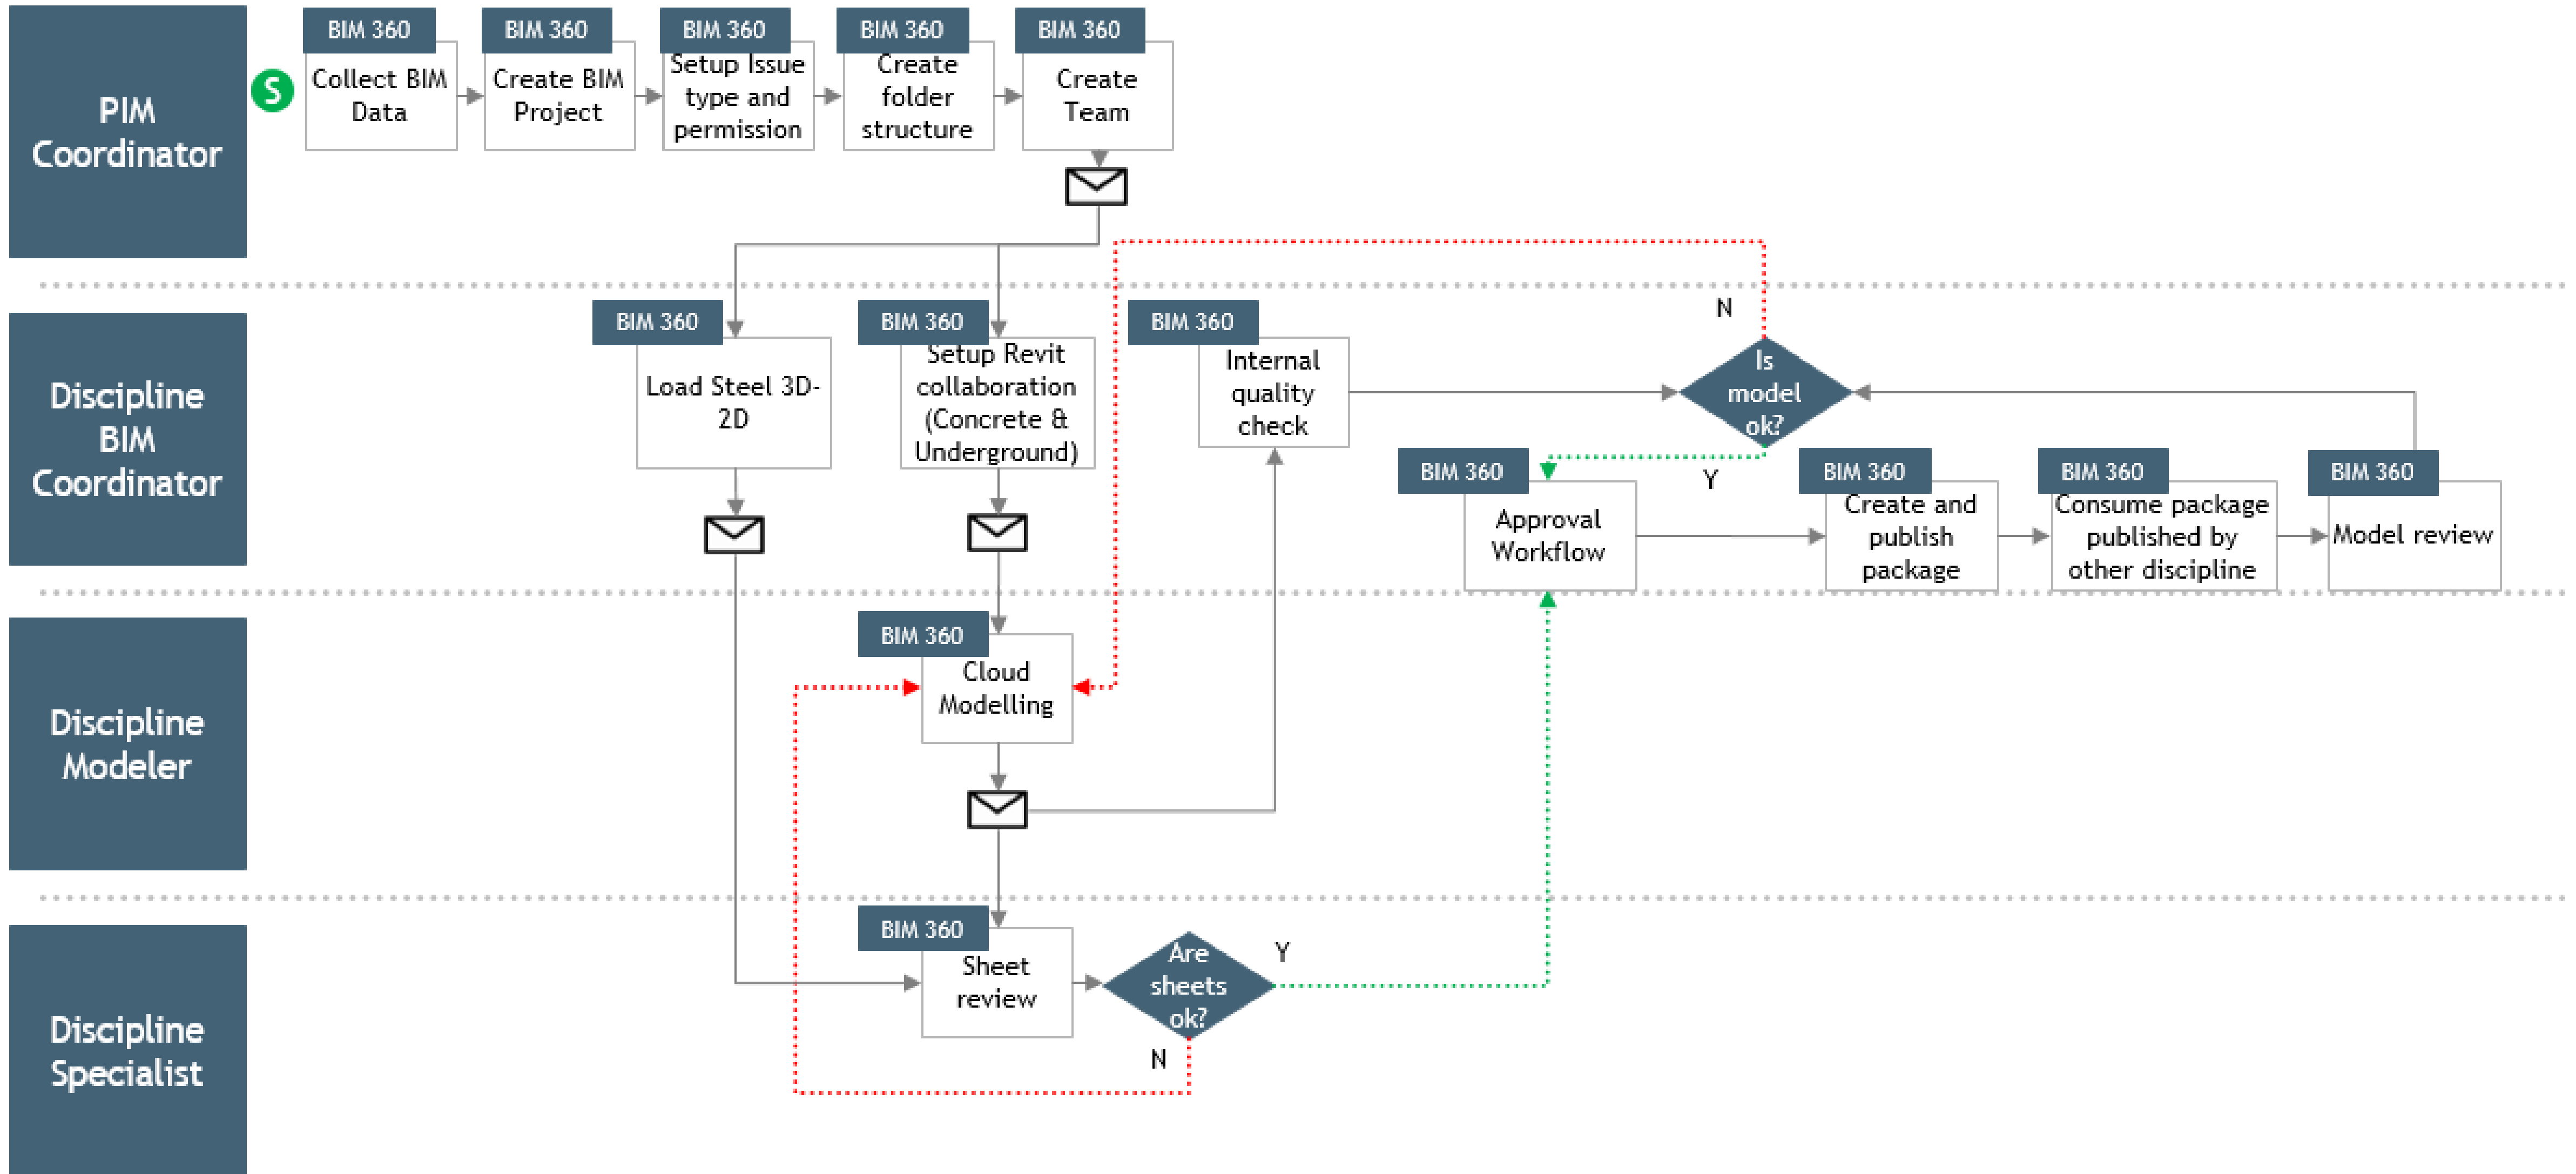 PIM
Coordinator
S
BIM 360
Collect BIM
Data
BIM 360
Create BIM
Project
BIM 360
Setup Issue
type and
permission
BIM 360
Create
folder
structure
BIM 360
Create
Team
Discipline
BIM
Coordinator
BIM 360
Load Steel 3D-
2D
BIM 360
Setup Revit
collaboration
(Concrete &
Underground)
BIM 360
Internal
quality
check
N
Is
model
ok?
Y
BIM 360
Approval
Workflow
BIM 360
Create and
publish
package
BIM 360
Consume package
published by
other discipline
BIM 360
Model review
Discipline
Modeler
BIM 360
Cloud
Modelling
Discipline
Specialist
BIM 360
Sheet
review
Are
sheets
ok?
Y
N